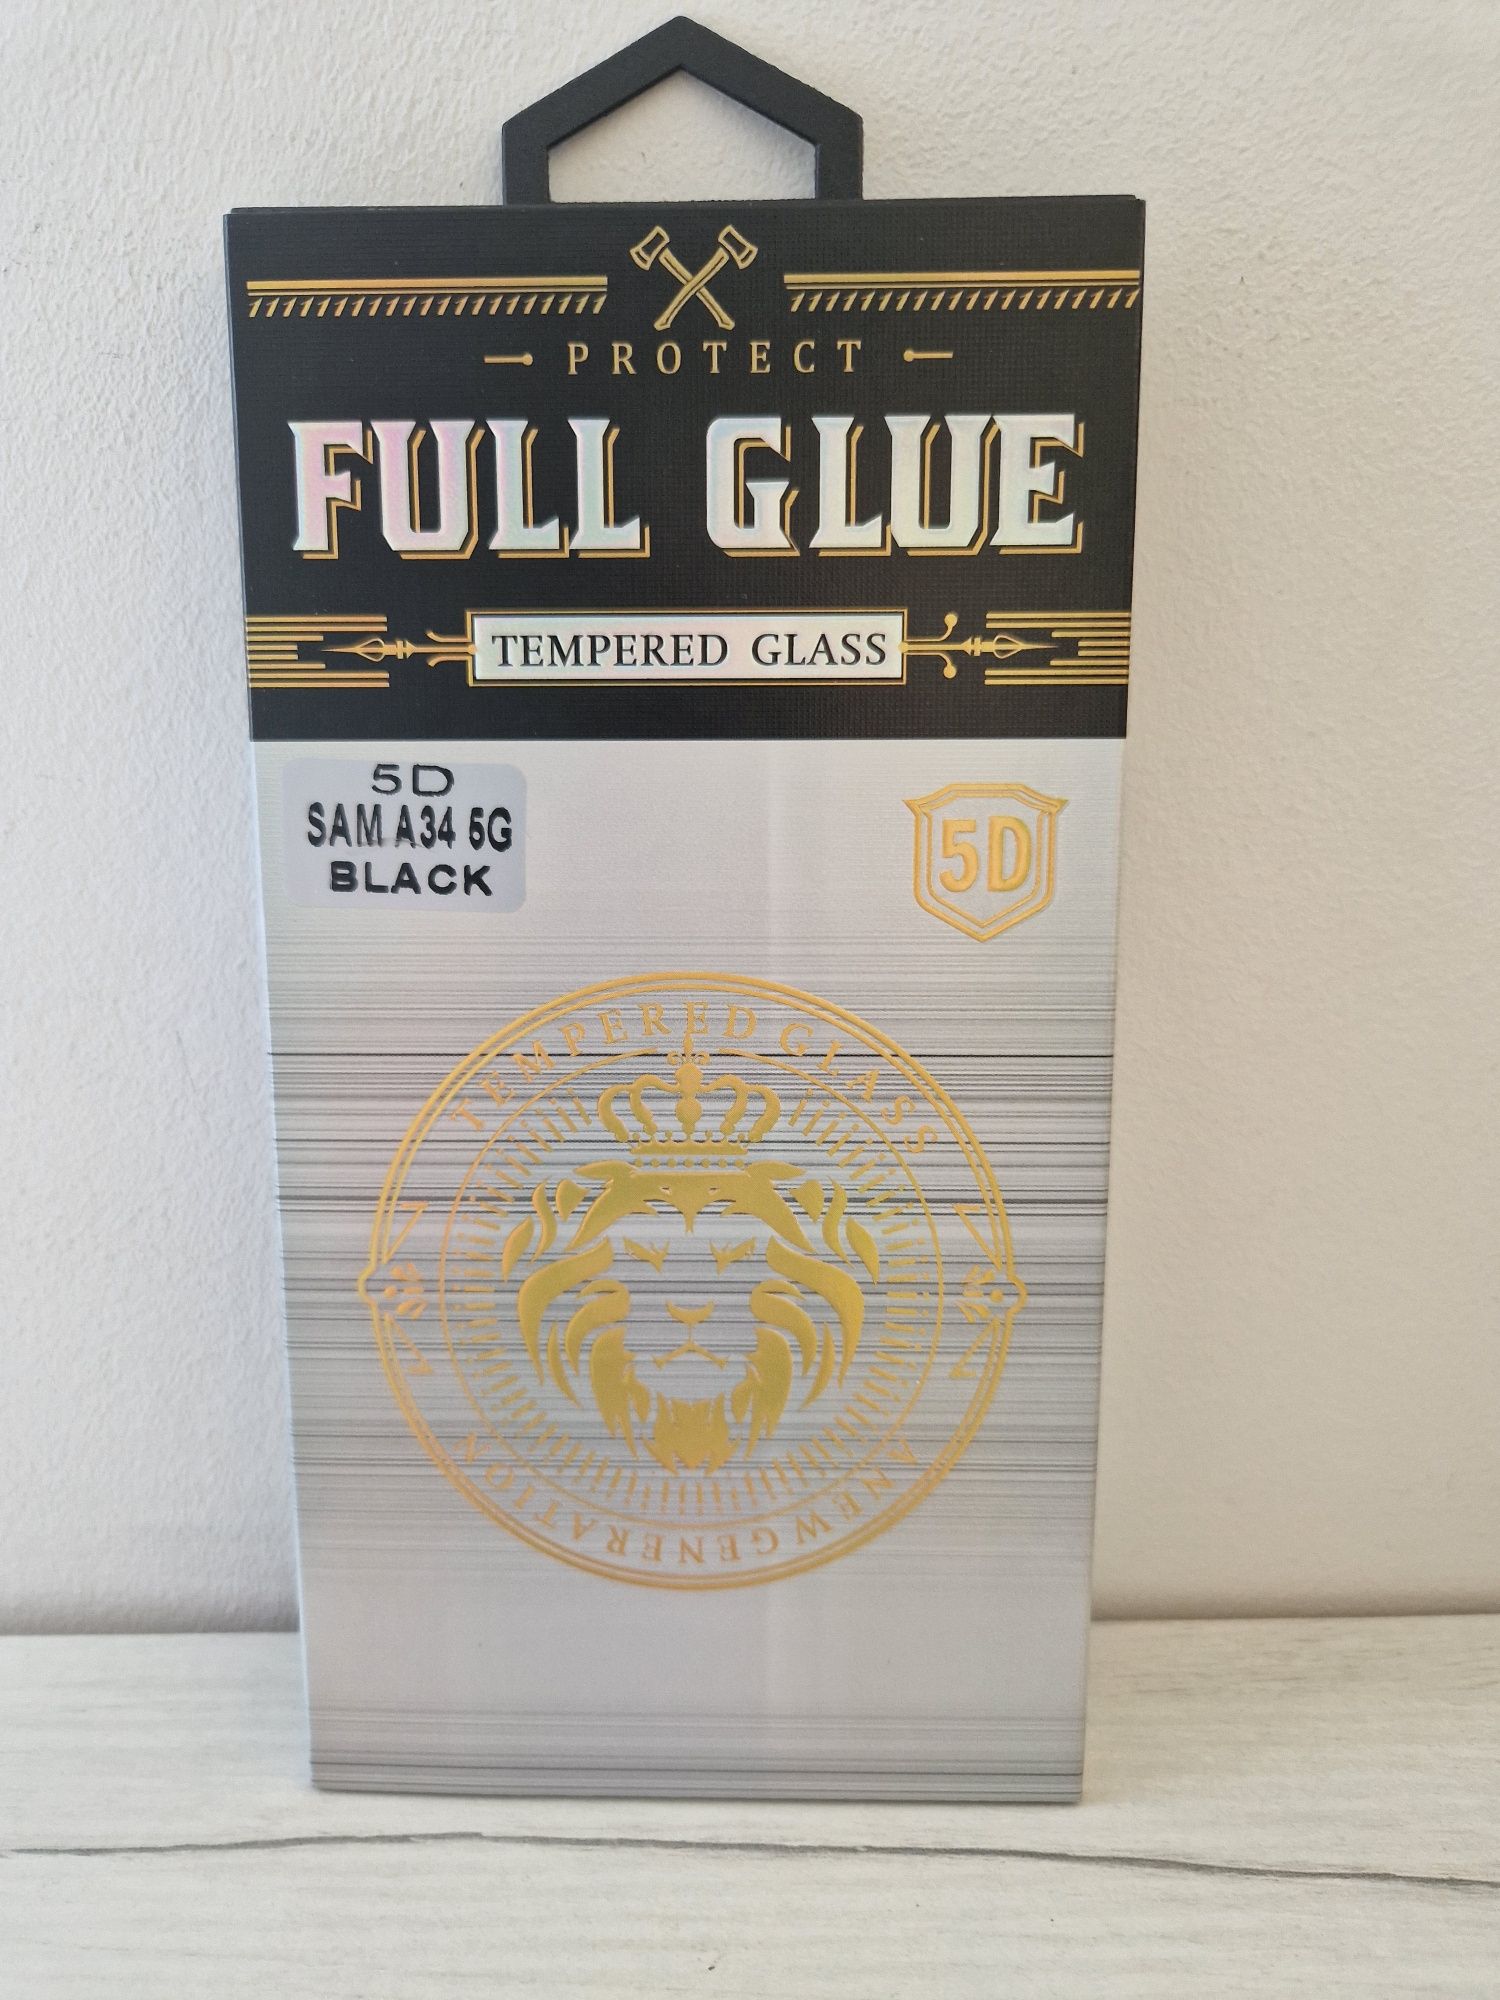 PROTECT
FULL GLUE
TEMPERED GLASS
5D
SAM A34 5G
BLACK
5D
TEMPERED GLASS
A NEW GENERATION